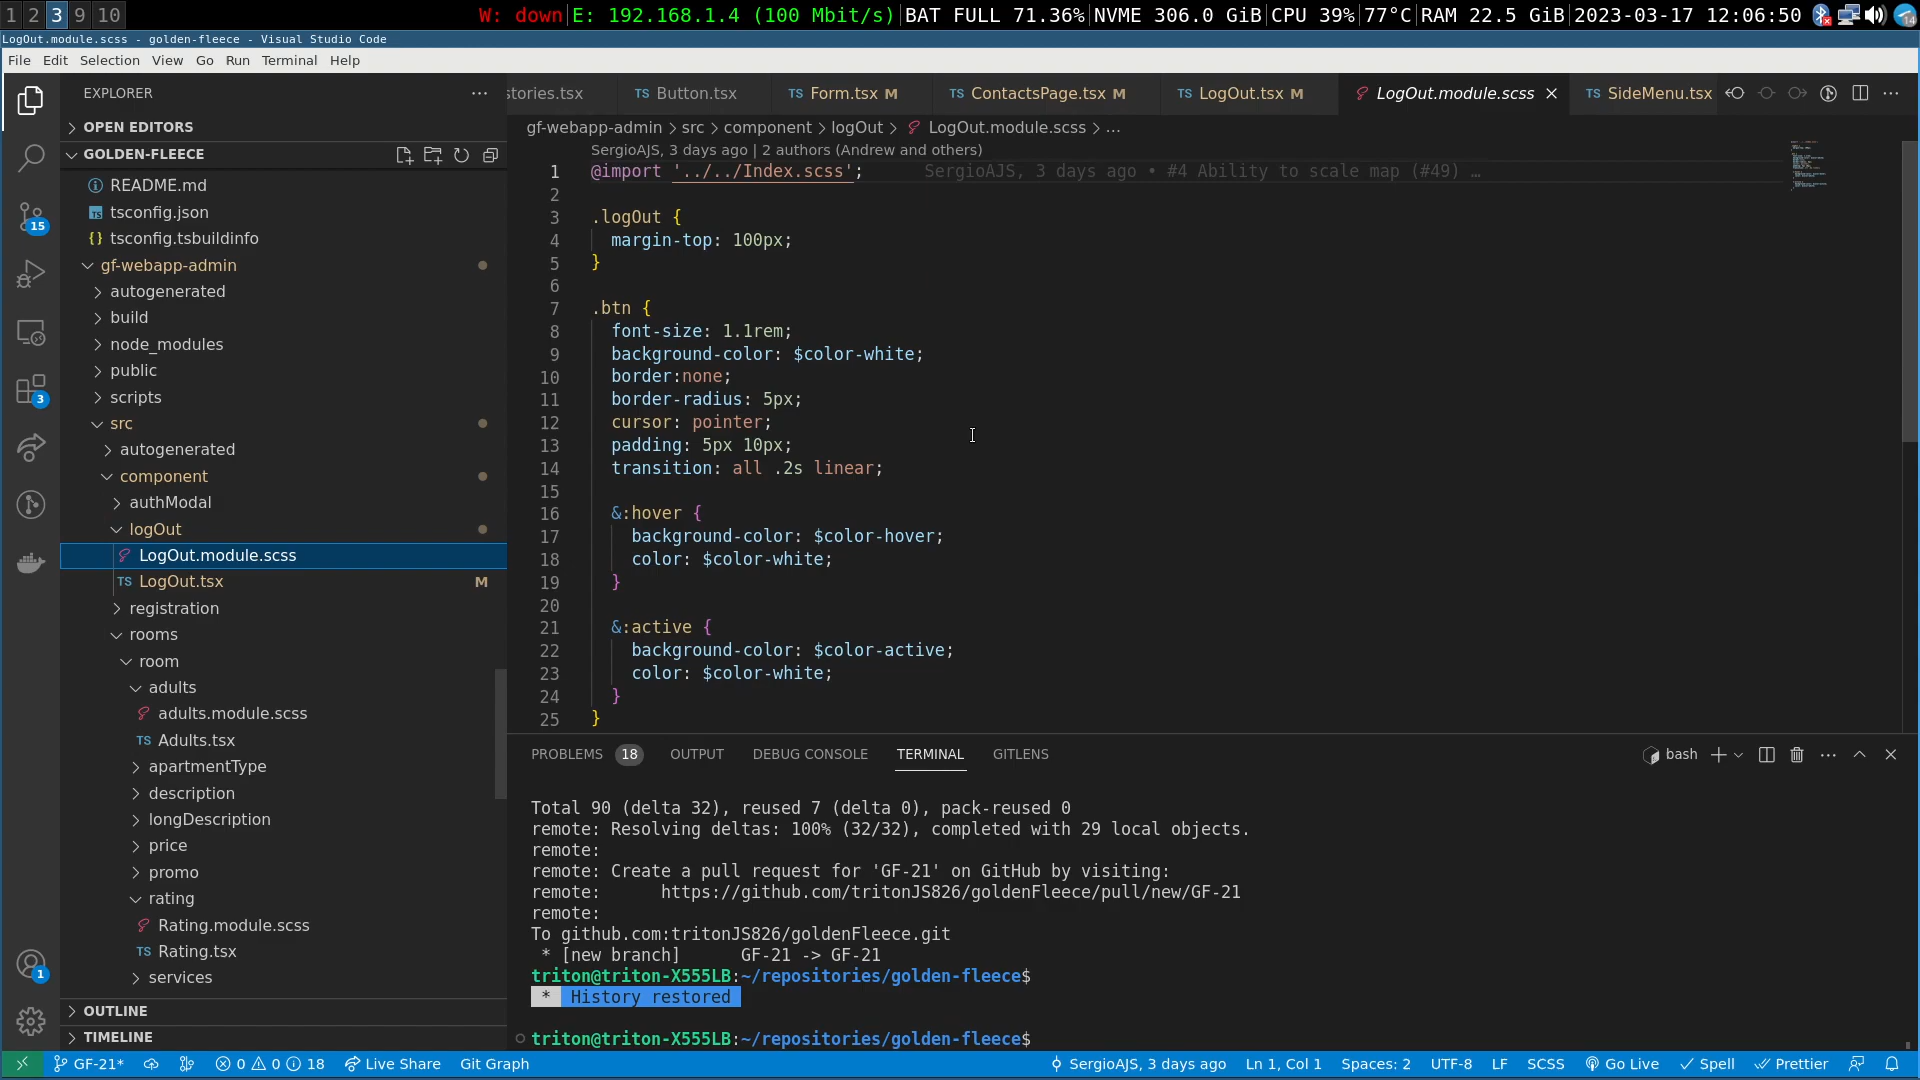 1 2 3 9 10 W: down|E: 192.168.1.4 (100 Mbit/s)|BAT FULL 71.36%|NVME 306.0 GiB|CPU 39%|77°C|RAM 22.5 GiB|2023-03-17 12:06:50
LogOut.module.scss - golden-fleece - Visual Studio Code
File Edit Selection View Go Run Terminal Help
EXPLORER
OPEN EDITORS
GOLDEN-FLEECE
README.md
tsconfig.json
tsconfig.tsbuildinfo
gf-webapp-admin
autogenerated
build
node_modules
public
scripts
src
autogenerated
component
authModal
logOut
LogOut.module.scss
TS LogOut.tsx M
registration
rooms
room
adults
adults.module.scss
TS Adults.tsx
apartmentType
description
longDescription
price
promo
rating
Rating.module.scss
TS Rating.tsx
services
OUTLINE
TIMELINE
15
3
1
stories.tsx TS Button.tsx TS Form.tsx M TS ContactsPage.tsx M TS LogOut.tsx M LogOut.module.scss TS SideMenu.tsx
gf-webapp-admin > src > component > logOut > LogOut.module.scss > ...
SergioAJS, 3 days ago | 2 authors (Andrew and others)
1 @import '../../Index.scss'; SergioAJS, 3 days ago • #4 Ability to scale map (#49) …
2
3 .logOut {
4 margin-top: 100px;
5 }
6
7 .btn {
8 font-size: 1.1rem;
9 background-color: $color-white;
10 border:none;
11 border-radius: 5px;
12 cursor: pointer;
13 padding: 5px 10px;
14 transition: all .2s linear;
15
16 &:hover {
17 background-color: $color-hover;
18 color: $color-white;
19 }
20
21 &:active {
22 background-color: $color-active;
23 color: $color-white;
24 }
25 }
PROBLEMS 18 OUTPUT DEBUG CONSOLE TERMINAL GITLENS bash
Total 90 (delta 32), reused 7 (delta 0), pack-reused 0
remote: Resolving deltas: 100% (32/32), completed with 29 local objects.
remote:
remote: Create a pull request for 'GF-21' on GitHub by visiting:
remote: https://github.com/tritonJS826/goldenFleece/pull/new/GF-21
remote:
To github.com:tritonJS826/goldenFleece.git
* [new branch] GF-21 -> GF-21
triton@triton-X555LB:~/repositories/golden-fleece$
* History restored
triton@triton-X555LB:~/repositories/golden-fleece$
GF-21* 0 0 18 Live Share Git Graph SergioAJS, 3 days ago Ln 1, Col 1 Spaces: 2 UTF-8 LF SCSS Go Live Spell Prettier